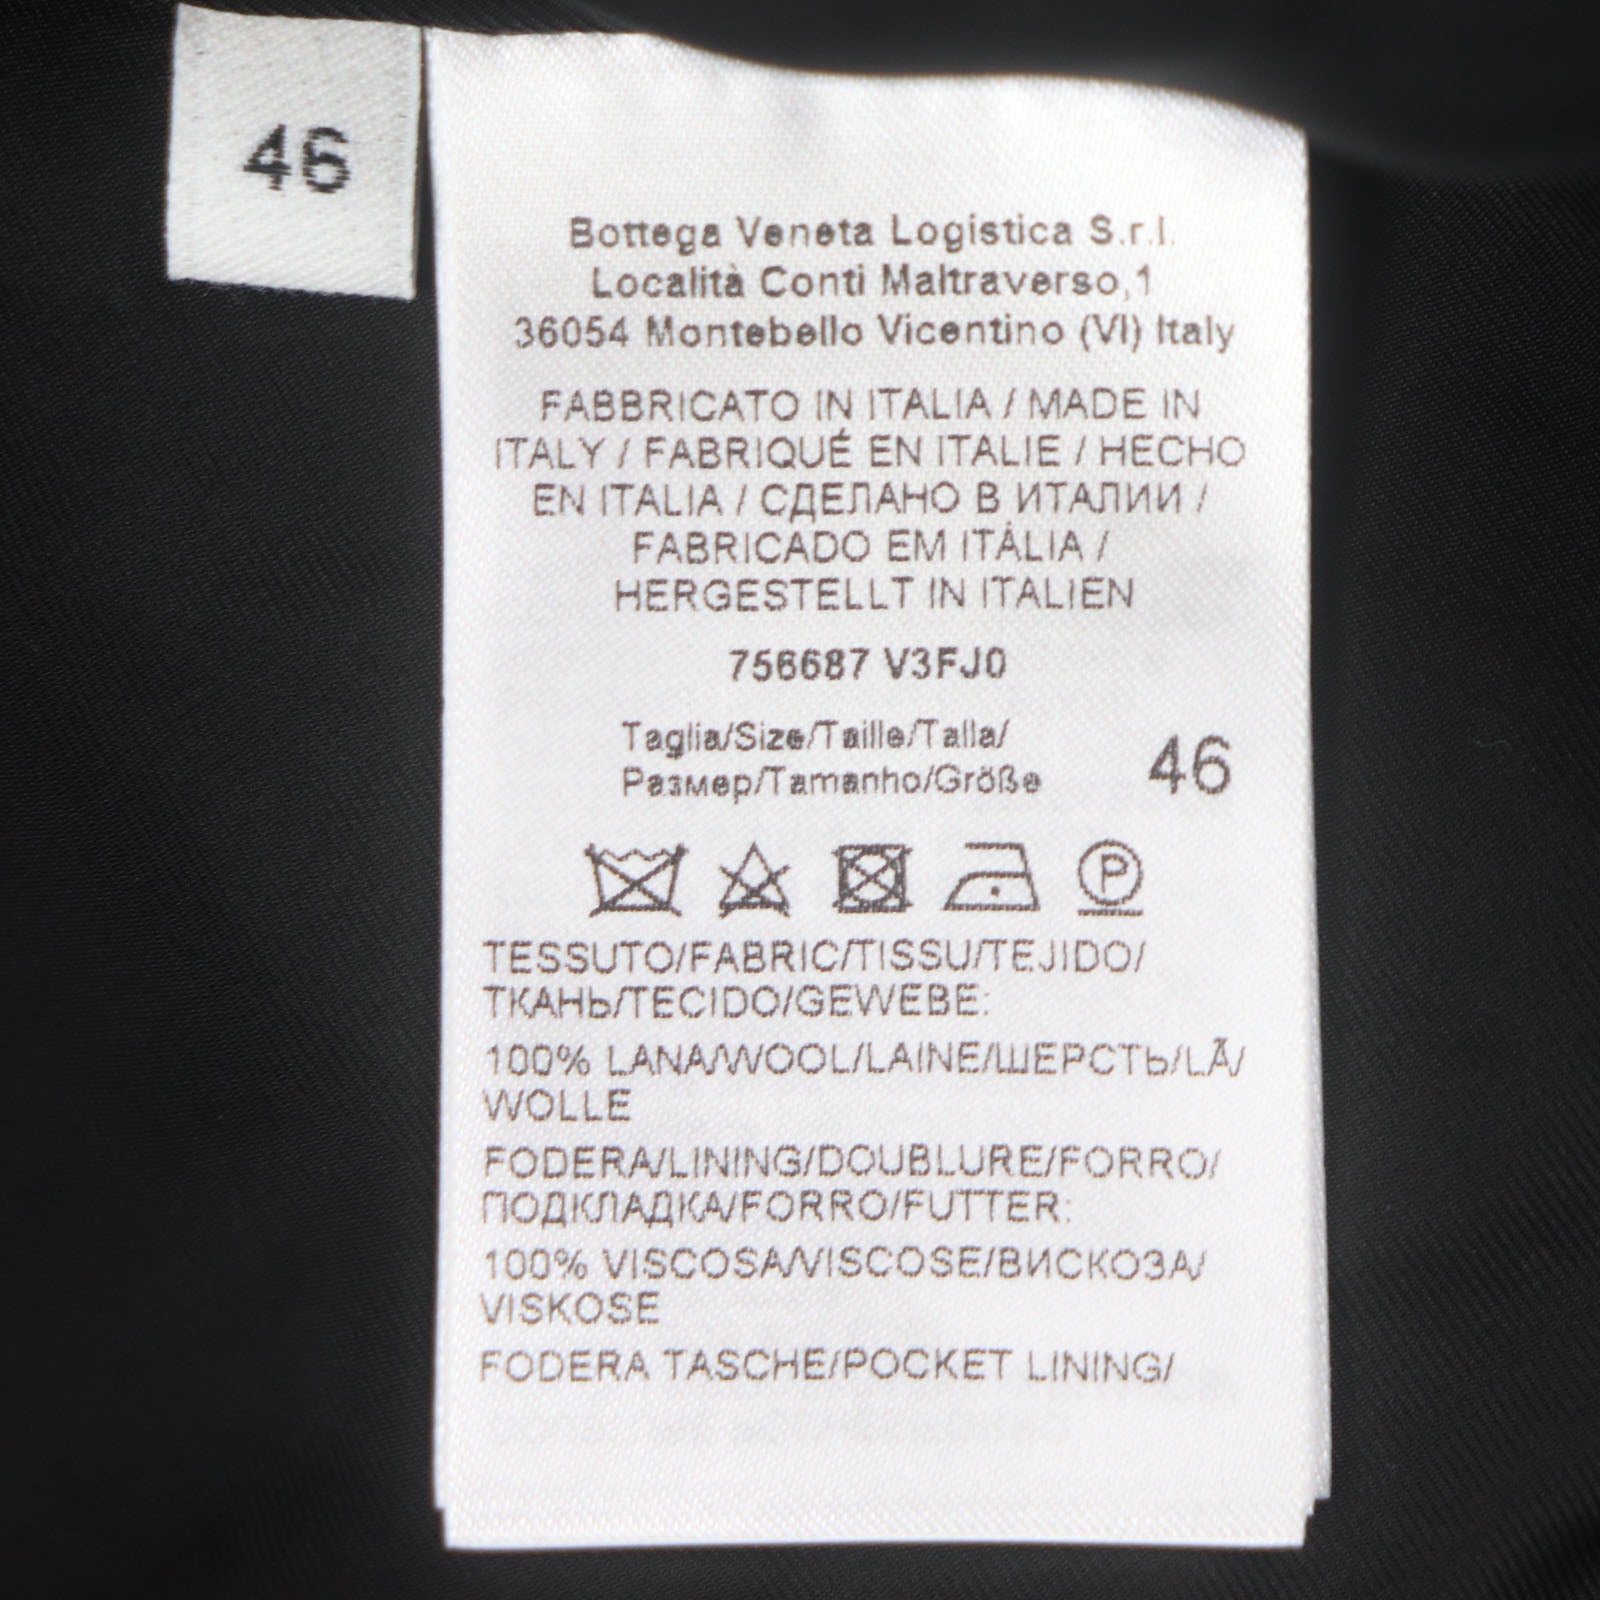 46
Bottega Veneta Logistica S.r.l.
Località Conti Maltraverso,1
36054 Montebello Vicentino (VI) Italy
FABBRICATO IN ITALIA / MADE IN
ITALY / FABRIQUÉ EN ITALIE / HECHO
EN ITALIA / СДЕЛАНО В ИТАЛИИ /
FABRICADO EM ITÁLIA /
HERGESTELLT IN ITALIEN
756687 V3FJ0
Taglia/Size/Taille/Talla/
Размер/Tamanho/Größe
46
P
TESSUTO/FABRIC/TISSU/TEJIDO/
ТКАНЬ/TECIDO/GEWEBE:
100% LANA/WOOL/LAINE/ШЕРСТЬ/LÃ/
WOLLE
FODERA/LINING/DOUBLURE/FORRO/
ПОДКЛАДКА/FORRO/FUTTER:
100% VISCOSA/VISCOSE/ВИСКОЗА/
VISKOSE
FODERA TASCHE/POCKET LINING/